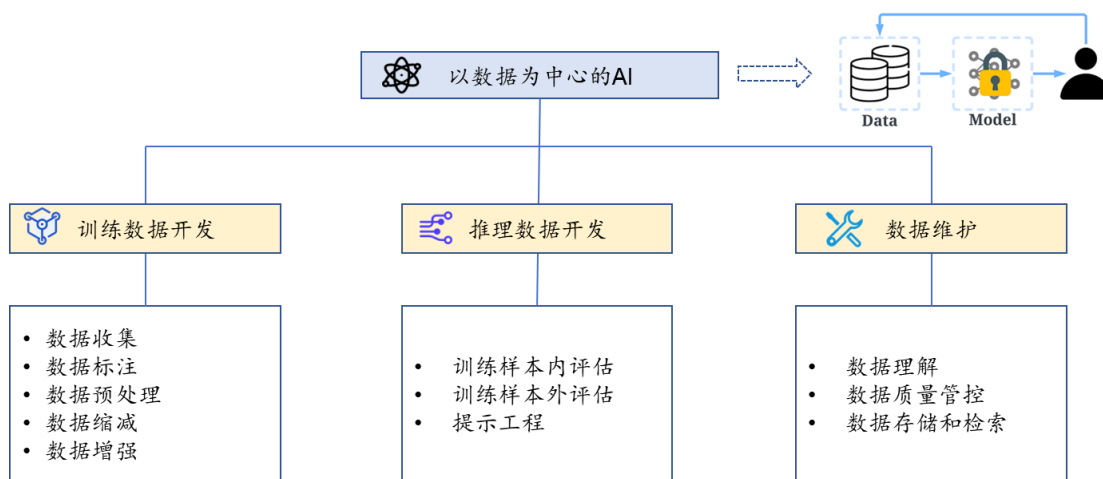 以数据为中心的AI
Data
Model
训练数据开发
推理数据开发
数据维护
• 数据收集
• 数据标注
• 数据预处理
• 数据缩减
• 数据增强
• 训练样本内评估
• 训练样本外评估
• 提示工程
• 数据理解
• 数据质量管控
• 数据存储和检索